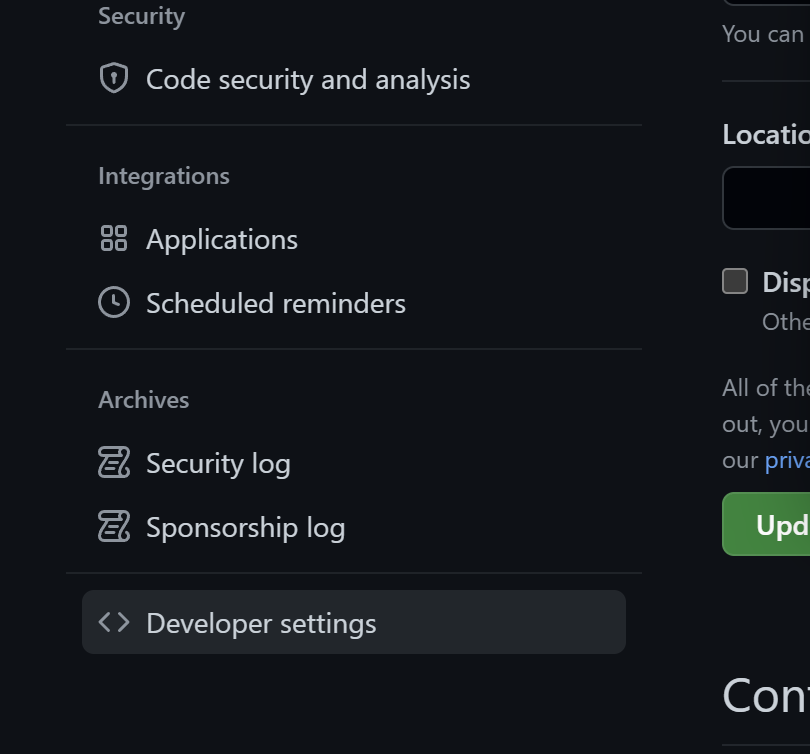 Security
Code security and analysis
Integrations
Applications
Scheduled reminders
Archives
Security log
Sponsorship log
Developer settings
You can
Locatio
Disp
Othe
All of the
out, you
our priva
Upd
Con